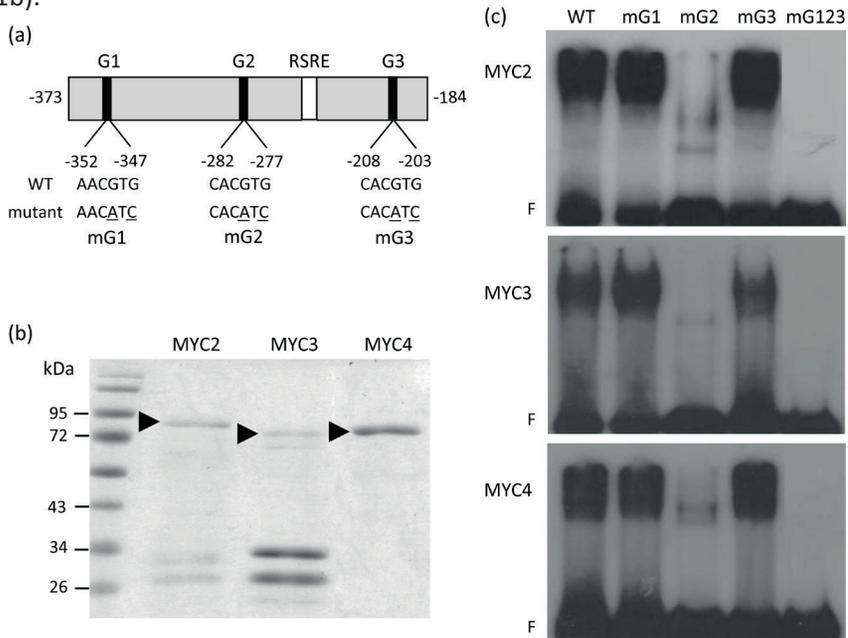 1b).
(a)
G1 G2 RSRE G3
-373 -184
-352 -347 -282 -277 -208 -203
WT AACGTG CACGTG CACGTG
mutant AACATC CACATC CACATC
mG1 mG2 mG3
(b)
MYC2 MYC3 MYC4
kDa
95
72
43
34
26
(c)
WT mG1 mG2 mG3 mG123
MYC2
F
MYC3
F
MYC4
F